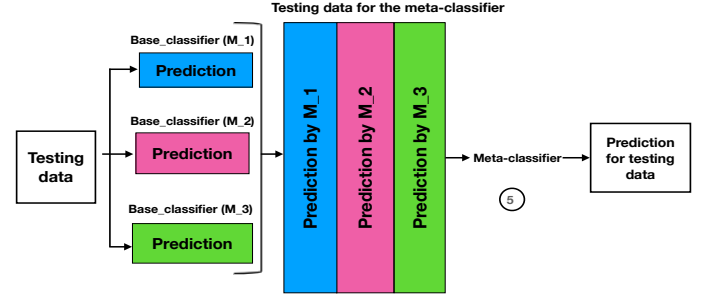 Testing data for the meta-classifier
Base_classifier (M_1)
Prediction
Base_classifier (M_2)
Prediction
Base_classifier (M_3)
Prediction
Testing
data
Prediction by M_1
Prediction by M_2
Prediction by M_3
Meta-classifier
5
Prediction
for testing
data